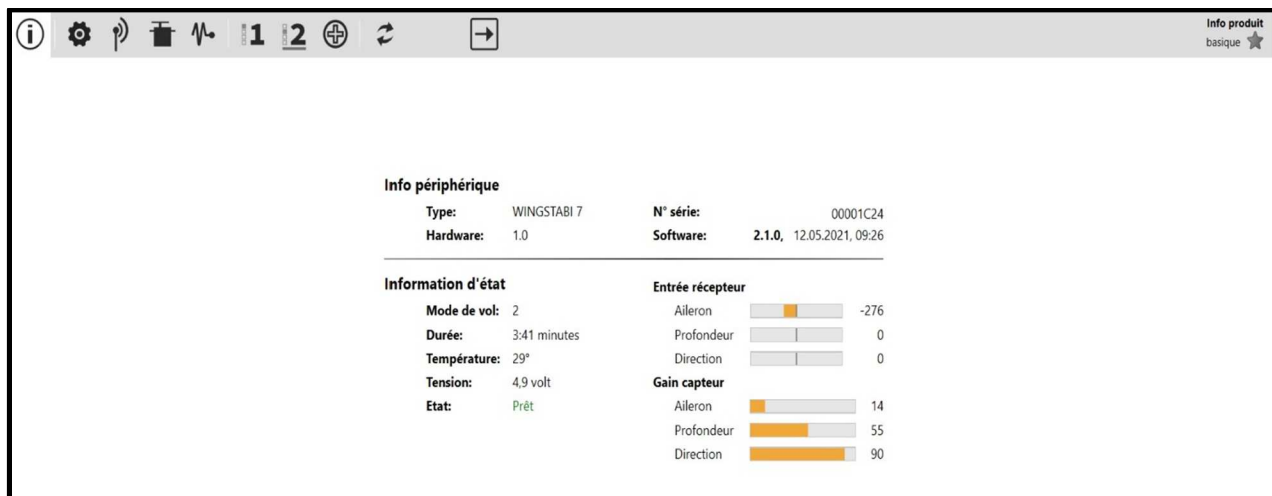 i 1 2
Info produit
basique
Info périphérique
Type: WINGSTABI 7 N° série: 00001C24
Hardware: 1.0 Software: 2.1.0, 12.05.2021, 09:26
Information d'état Entrée récepteur
Mode de vol: 2 Aileron -276
Durée: 3:41 minutes Profondeur 0
Température: 29° Direction 0
Tension: 4,9 volt Gain capteur
Etat: Prêt Aileron 14
Profondeur 55
Direction 90